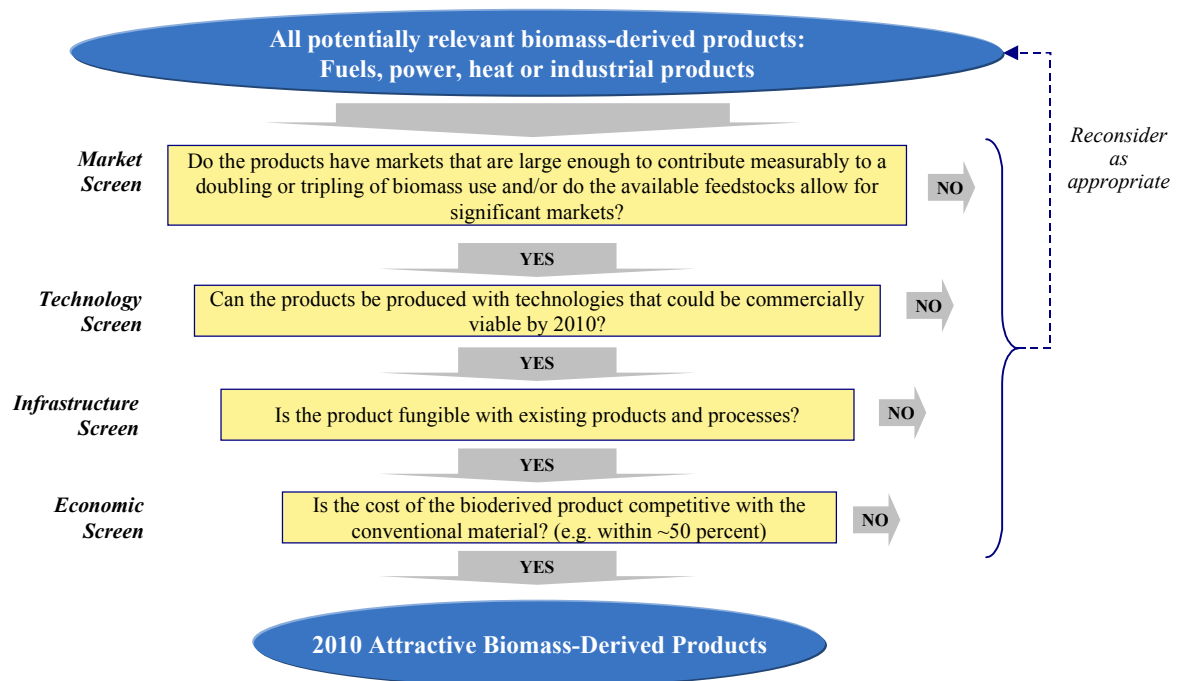 All potentially relevant biomass-derived products:
Fuels, power, heat or industrial products
Market
Screen
Do the products have markets that are large enough to contribute measurably to a
doubling or tripling of biomass use and/or do the available feedstocks allow for
significant markets?
NO
Reconsider
as
appropriate
YES
Technology
Screen
Can the products be produced with technologies that could be commercially
viable by 2010?
NO
YES
Infrastructure
Screen
Is the product fungible with existing products and processes?
NO
YES
Economic
Screen
Is the cost of the bioderived product competitive with the
conventional material? (e.g. within ~50 percent)
NO
YES
2010 Attractive Biomass-Derived Products